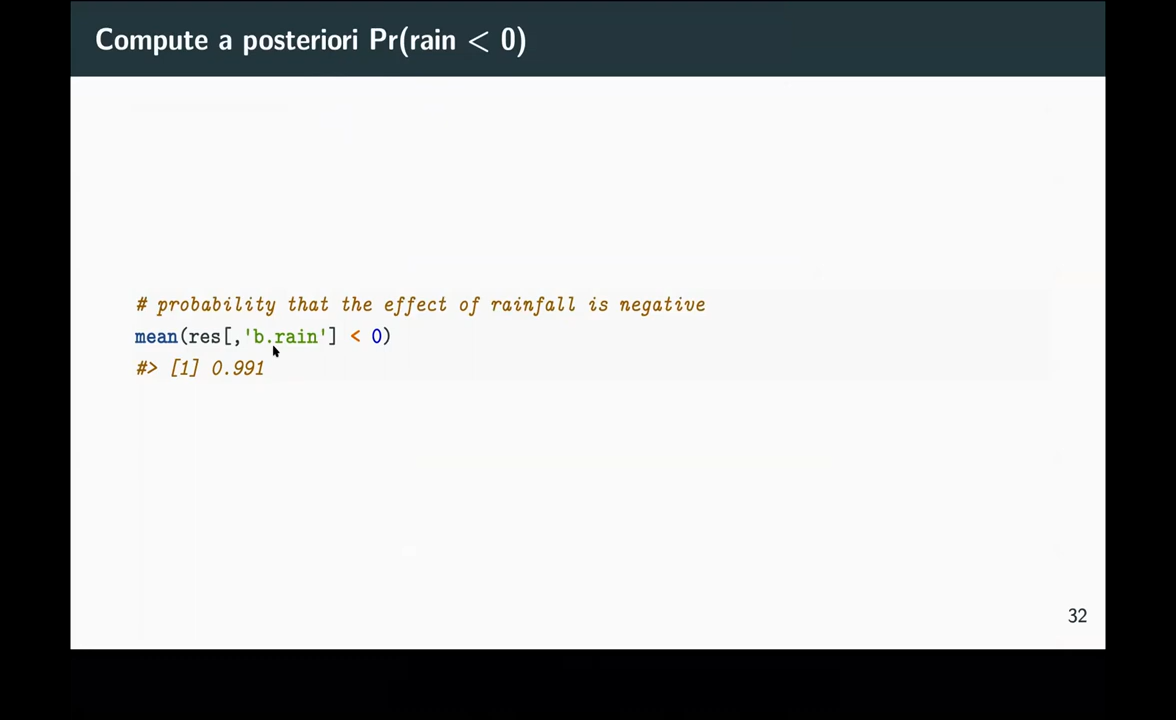 Compute a posteriori Pr(rain < 0)
# probability that the effect of rainfall is negative
mean(res[,'b.rain'] < 0)
#> [1] 0.991
32